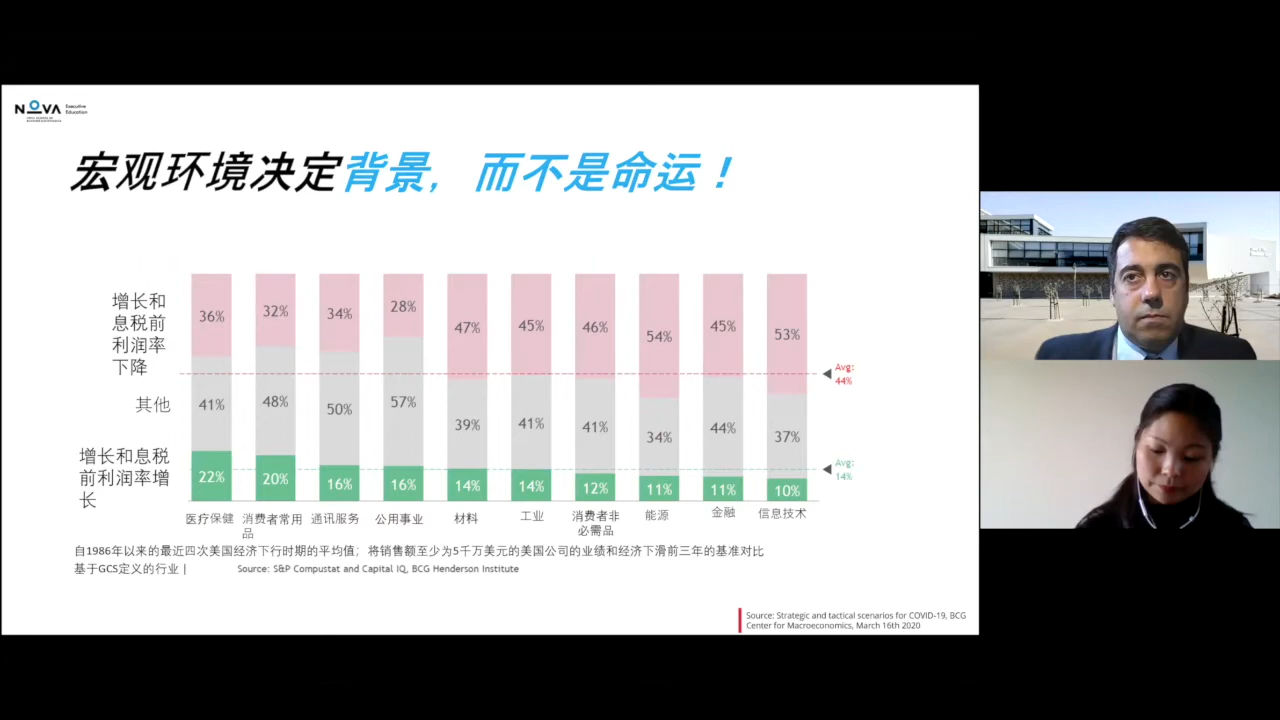 NOVA Executive
Education
宏观环境决定背景，而不是命运！
增长和
息税前
利润率
下降
其他
增长和息税
前利润率增
长
36% 32% 34% 28% 47% 45% 46% 54% 45% 53%
Avg:
44%
41% 48% 50% 57% 39% 41% 41% 34% 44% 37%
Avg:
14%
22% 20% 16% 16% 14% 14% 12% 11% 11% 10%
医疗保健 消费者常用品 通讯服务 公用事业 材料 工业 消费者非必需品 能源 金融 信息技术
自1986年以来的最近四次美国经济下行时期的平均值；将销售额至少为5千万美元的美国公司的业绩和经济下滑前三年的基准对比
基于GCS定义的行业 | Source: S&P Compustat and Capital IQ, BCG Henderson Institute
Source: Strategic and tactical scenarios for COVID-19, BCG
Center for Macroeconomics, March 16th 2020